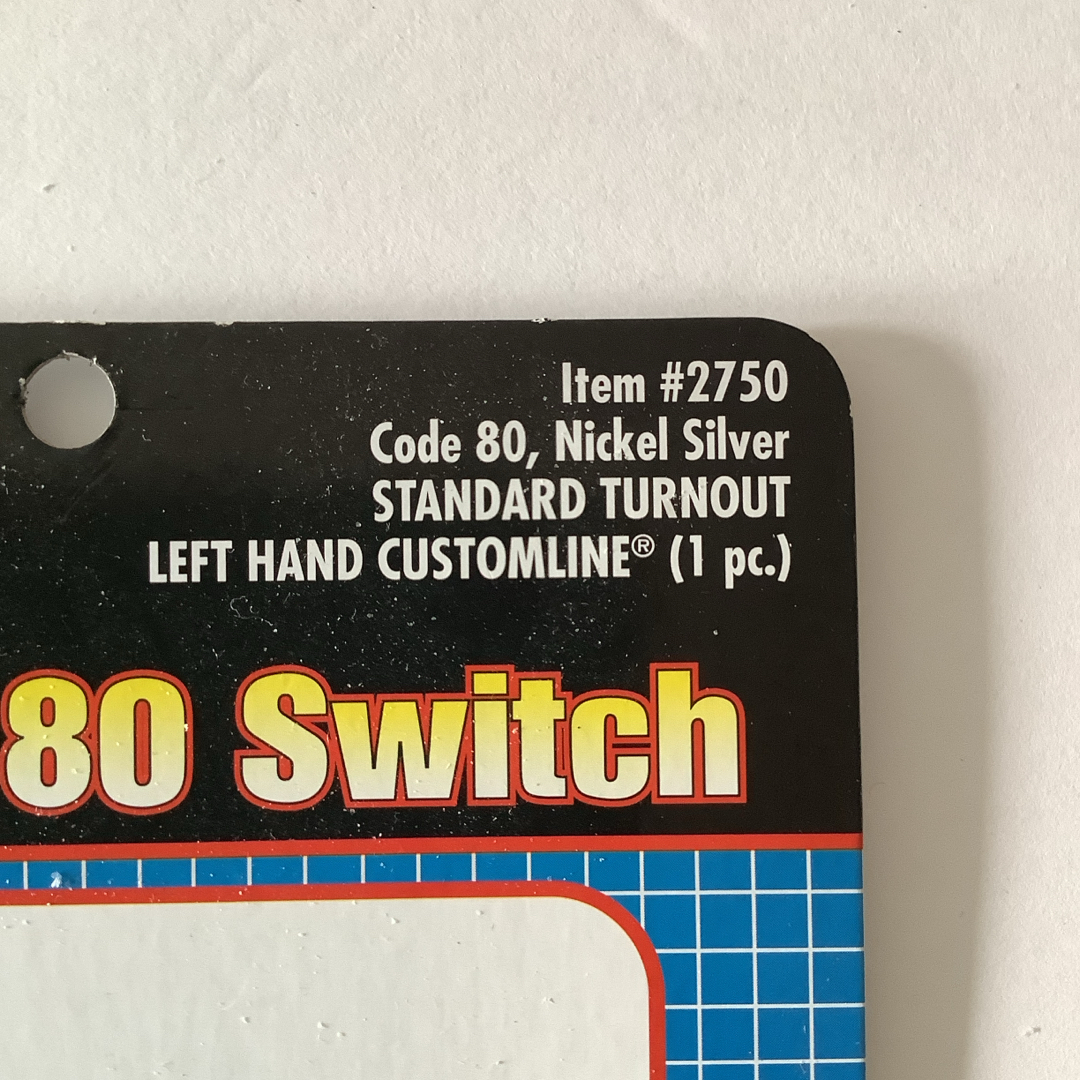 Item #2750
Code 80, Nickel Silver
STANDARD TURNOUT
LEFT HAND CUSTOMLINE® (1 pc.)
80 Switch